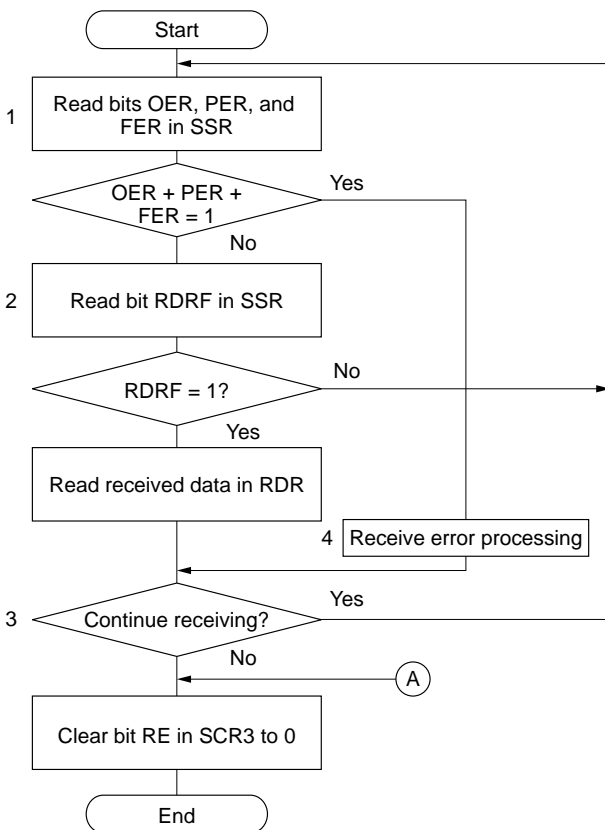 Start
1
Read bits OER, PER, and
FER in SSR
OER + PER +
FER = 1
Yes
No
2
Read bit RDRF in SSR
RDRF = 1?
No
Yes
Read received data in RDR
4
Receive error processing
3
Continue receiving?
Yes
No
A
Clear bit RE in SCR3 to 0
End